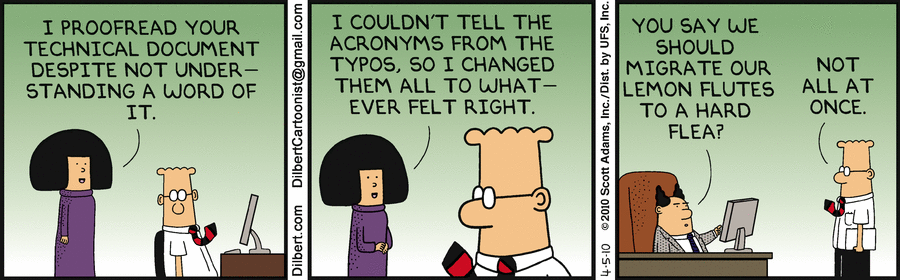 I PROOFREAD YOUR
TECHNICAL DOCUMENT
DESPITE NOT UNDER–
STANDING A WORD OF
IT.
Dilbert.com DilbertCartoonist@gmail.com
I COULDN'T TELL THE
ACRONYMS FROM THE
TYPOS, SO I CHANGED
THEM ALL TO WHAT–
EVER FELT RIGHT.
4-5-10 ©2010 Scott Adams, Inc./Dist. by UFS, Inc.
YOU SAY WE
SHOULD
MIGRATE OUR
LEMON FLUTES
TO A HARD
FLEA?
NOT
ALL AT
ONCE.